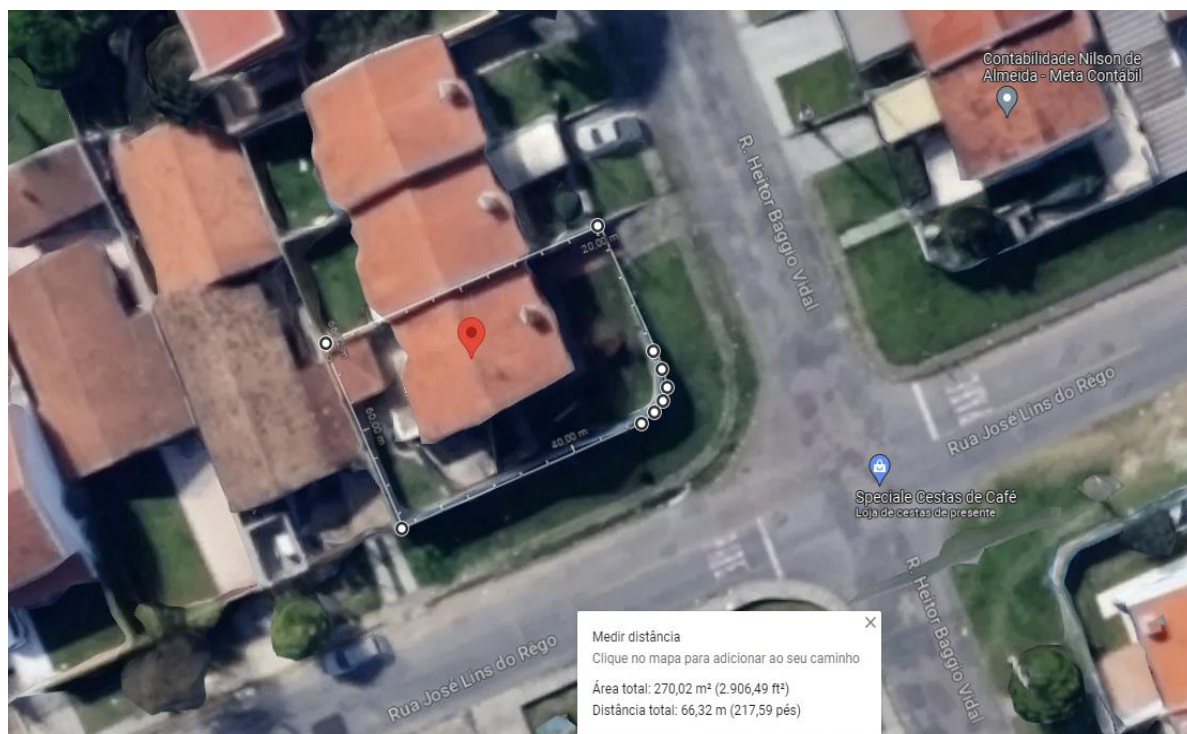 Contabilidade Nilson de
Almeida - Meta Contábil
R. Heitor Baggio Vidal
20,00 m
60,00 m
40,00 m
Rua José Lins do Rêgo
Speciale Cestas de Café
Loja de cestas de presente
R. Heitor Baggio Vidal
Rua José Lins do Rêgo
Medir distância
Clique no mapa para adicionar ao seu caminho
Área total: 270,02 m² (2.906,49 ft²)
Distância total: 66,32 m (217,59 pés)